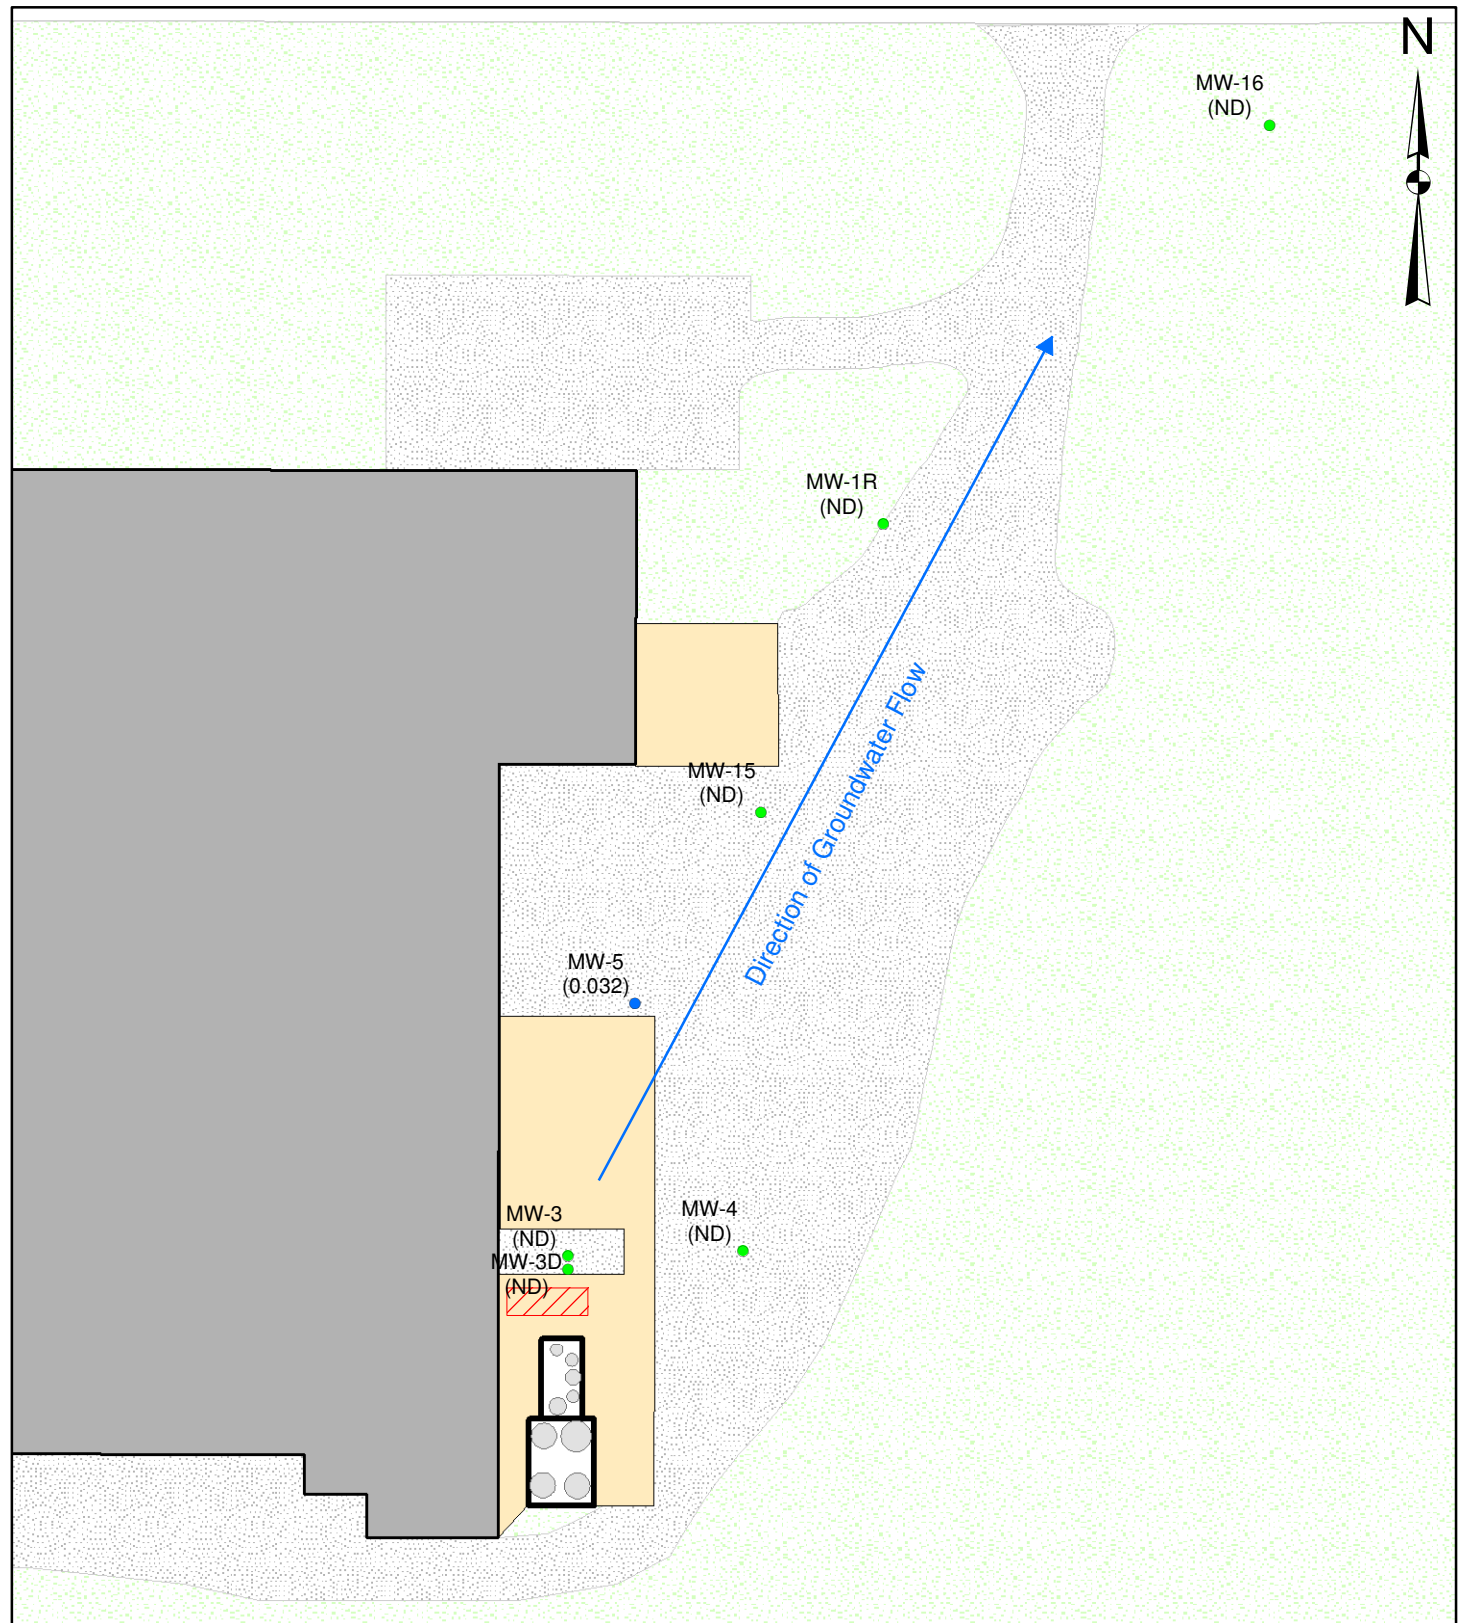 N
MW-16
(ND)
MW-1R
(ND)
Direction of Groundwater Flow
MW-15
(ND)
MW-5
(0.032)
MW-3
(ND)
MW-4
(ND)
MW-3D
(ND)